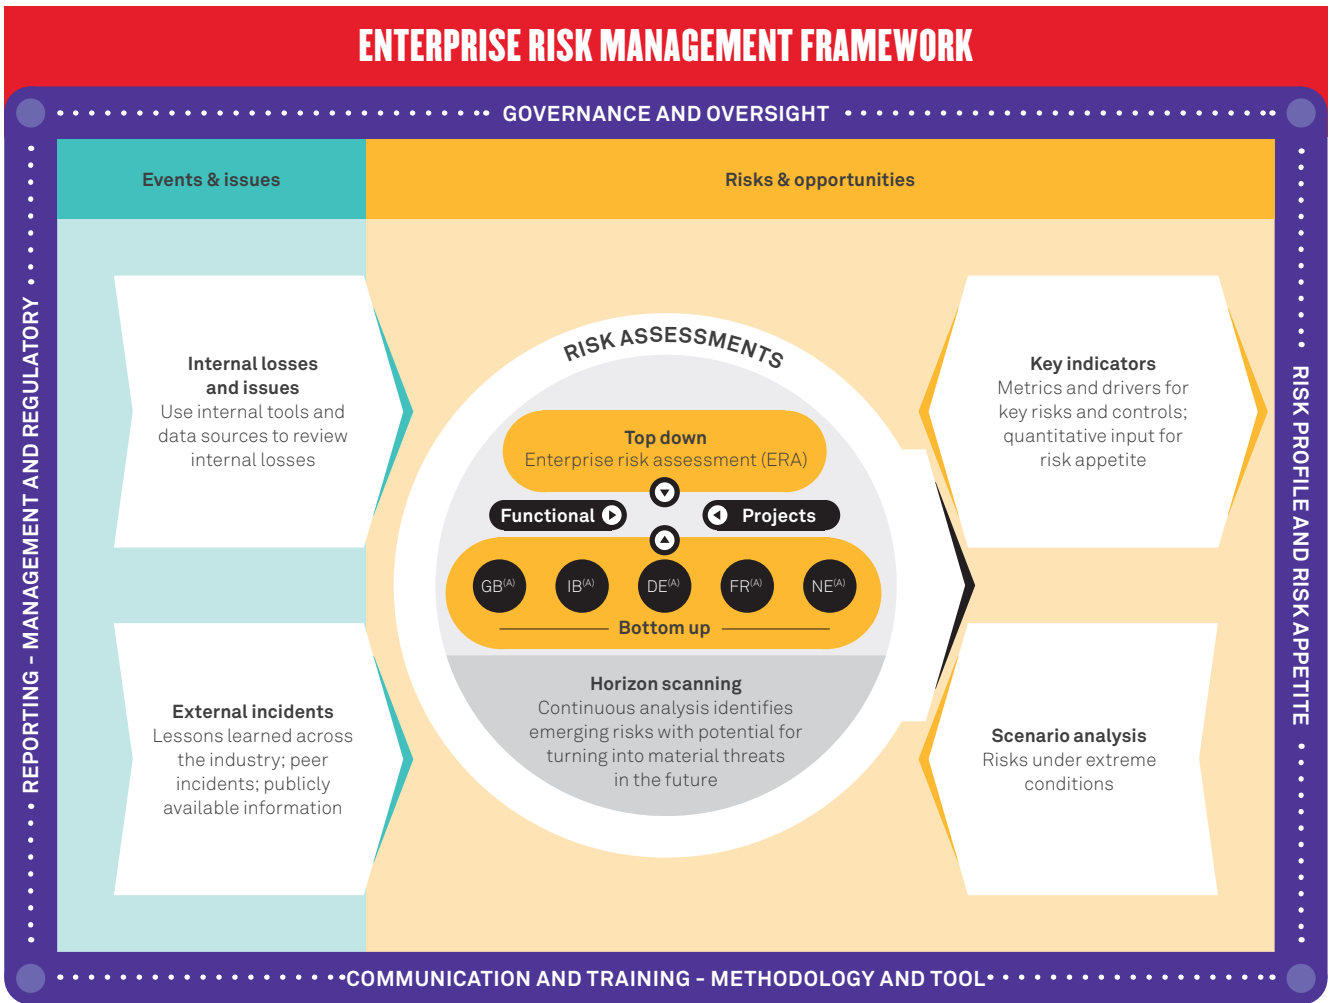 ENTERPRISE RISK MANAGEMENT FRAMEWORK
GOVERNANCE AND OVERSIGHT
REPORTING - MANAGEMENT AND REGULATORY
Events & issues
Risks & opportunities
Internal losses
and issues
Use internal tools and
data sources to review
internal losses
External incidents
Lessons learned across
the industry; peer
incidents; publicly
available information
RISK ASSESSMENTS
Top down
Enterprise risk assessment (ERA)
Functional
Projects
GB(A)
IB(A)
DE(A)
FR(A)
NE(A)
Bottom up
Horizon scanning
Continuous analysis identifies
emerging risks with potential for
turning into material threats
in the future
Key indicators
Metrics and drivers for
key risks and controls;
quantitative input for
risk appetite
Scenario analysis
Risks under extreme
conditions
RISK PROFILE AND RISK APPETITE
COMMUNICATION AND TRAINING - METHODOLOGY AND TOOL